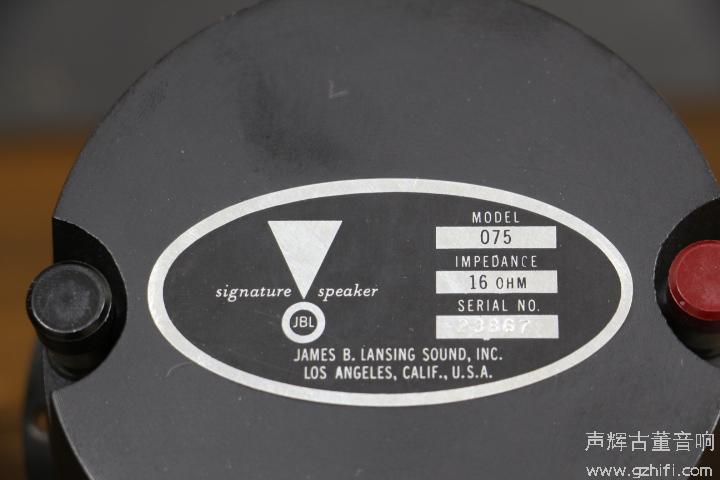 MODEL
075
IMPEDANCE
16 OHM
SERIAL NO.
23867
signature speaker
JBL
JAMES B. LANSING SOUND, INC.
LOS ANGELES, CALIF., U.S.A.
声辉古董音响
www.gzhifi.com